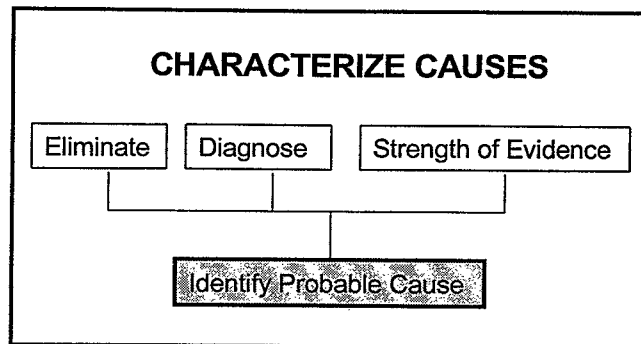 CHARACTERIZE CAUSES
Eliminate
Diagnose
Strength of Evidence
Identify Probable Cause